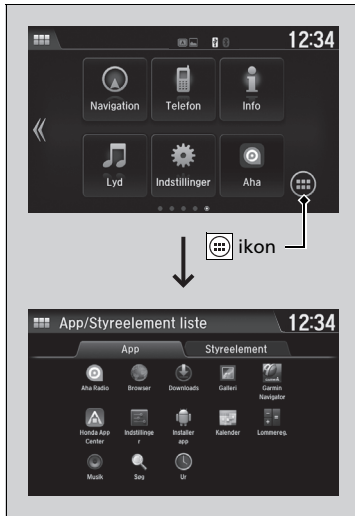 12:34
Navigation Telefon Info
Lyd Indstillinger Aha
ikon
App/Styreelement liste 12:34
App Styreelement
Aha Radio Browser Downloads Galleri Garmin
Navigator
Honda App Indstillinge Installer Kalender Lommereg.
Center r app
Musik Søg Ur